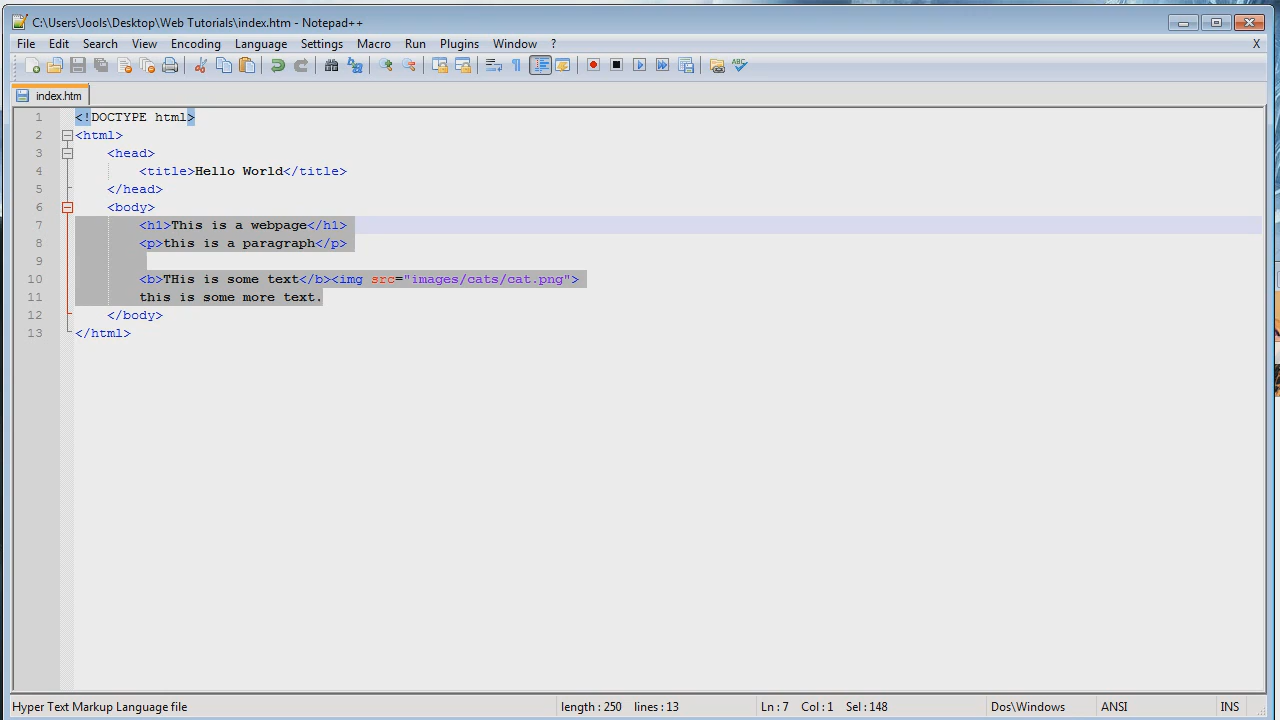 C:\Users\Jools\Desktop\Web Tutorials\index.htm - Notepad++
File Edit Search View Encoding Language Settings Macro Run Plugins Window ? X
index.htm
1 <!DOCTYPE html>
2 <html>
3 <head>
4 <title>Hello World</title>
5 </head>
6 <body>
7 <h1>This is a webpage</h1>
8 <p>this is a paragraph</p>
9
10 <b>THis is some text</b><img src="images/cats/cat.png">
11 this is some more text.
12 </body>
13 </html>
Hyper Text Markup Language file length : 250 lines : 13 Ln : 7 Col : 1 Sel : 148 Dos\Windows ANSI INS